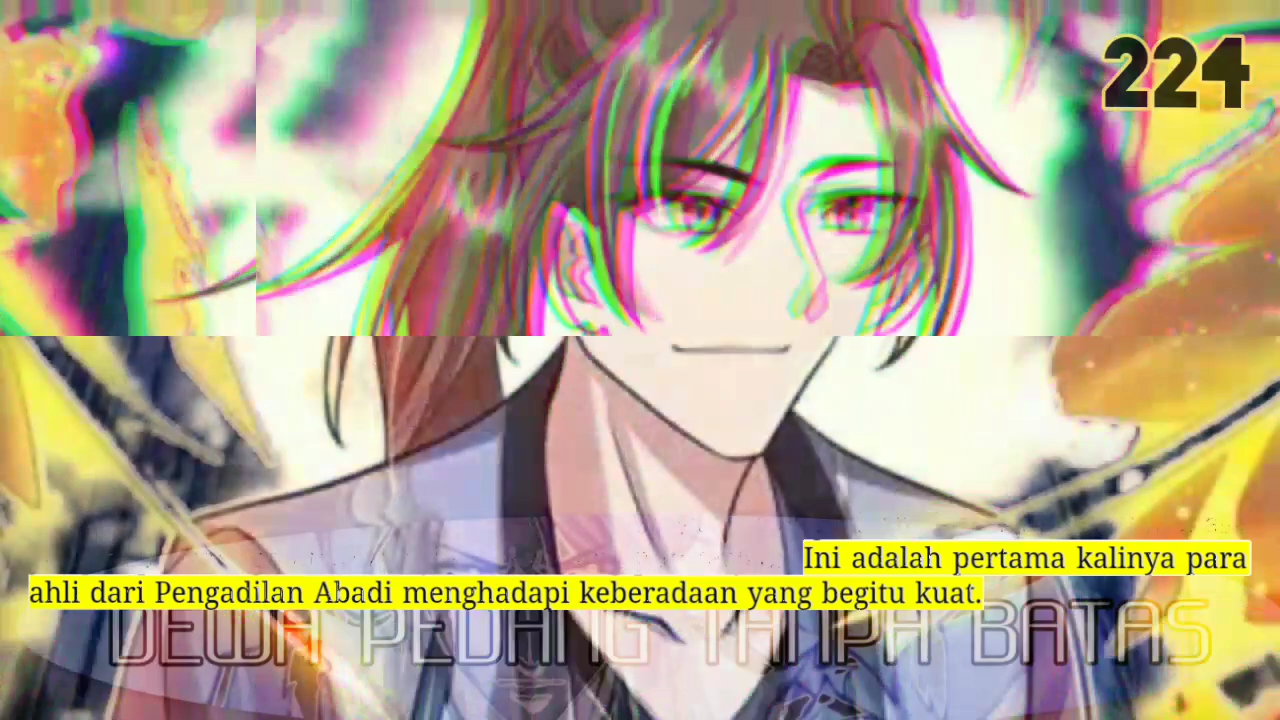 224
Ini adalah pertama kalinya para
ahli dari Pengadilan Abadi menghadapi keberadaan yang begitu kuat.
DEWA PEDANG TANPA BATAS